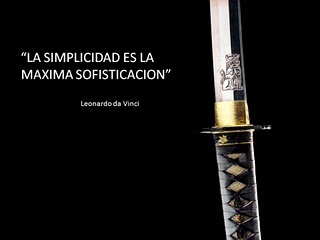 “LA SIMPLICIDAD ES LA
MAXIMA SOFISTICACION”
Leonardo da Vinci